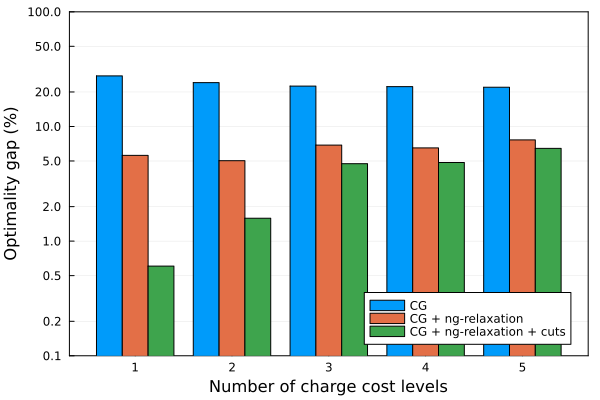 100.0
50.0
20.0
10.0
5.0
2.0
1.0
0.5
0.2
0.1
Optimality gap (%)
CG
CG + ng-relaxation
CG + ng-relaxation + cuts
1 2 3 4 5
Number of charge cost levels